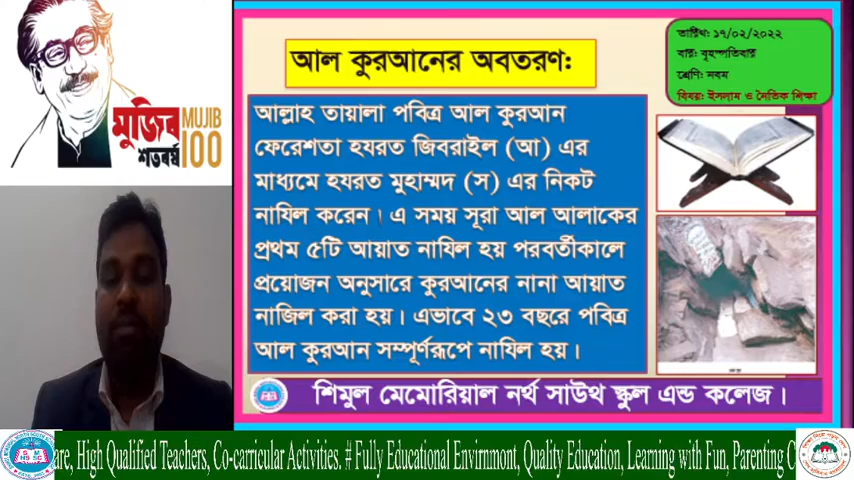 মুজিব
শতবর্ষ
MUJIB
100
আল কুরআনের অবতরণ:
তারিখ: ১৭/০২/২০২২
বার: বৃহস্পতিবার
শ্রেণি: নবম
বিষয়: ইসলাম ও নৈতিক শিক্ষা
আল্লাহ তায়ালা পবিত্র আল কুরআন
ফেরেশতা হযরত জিবরাইল (আ) এর
মাধ্যমে হযরত মুহাম্মদ (স) এর নিকট
নাযিল করেন। এ সময় সূরা আল আলাকের
প্রথম ৫টি আয়াত নাযিল হয় পরবর্তীকালে
প্রয়োজন অনুসারে কুরআনের নানা আয়াত
নাজিল করা হয়। এভাবে ২৩ বছরে পবিত্র
আল কুরআন সম্পূর্ণরূপে নাযিল হয়।
শিমুল মেমোরিয়াল নর্থ সাউথ স্কুল এন্ড কলেজ।
are, High Qualified Teachers, Co-carricular Activities. # Fully Educational Envirnment, Quality Education, Learning with Fun, Parenting C